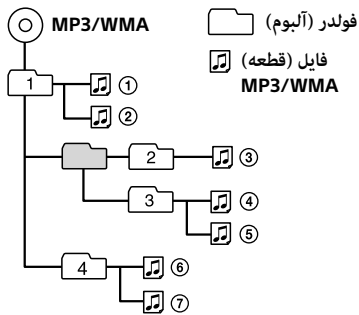 MP3/WMA
فولدر (آلبوم)
فایل (قطعه)
MP3/WMA
1
①
②
2
③
3
④
⑤
4
⑥
⑦